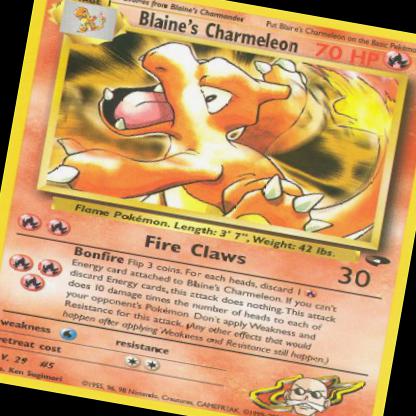 from Blaine's Charmander
Put Blaine's Charmeleon on the Basic
Blaine's Charmeleon 70 HP
Flame Pokémon. Length: 3' 7", Weight: 42 lbs.
Fire Claws 30
Bonfire Flip 3 coins. For each heads, discard 1
Energy card attached to Blaine's Charmeleon. If you can't
discard Energy cards, this attack does nothing. This attack
does 10 damage times the number of heads to each of
your opponent's Pokémon. Don't apply Weakness and
Resistance for this attack. (Any other effects that would
happen after applying Weakness and Resistance still happen.)
weakness resistance
retreat cost
V. 29 #5
Ken Sugimori
©1995, 96, 98 Nintendo, Creatures, GAMEFREAK. ©1999